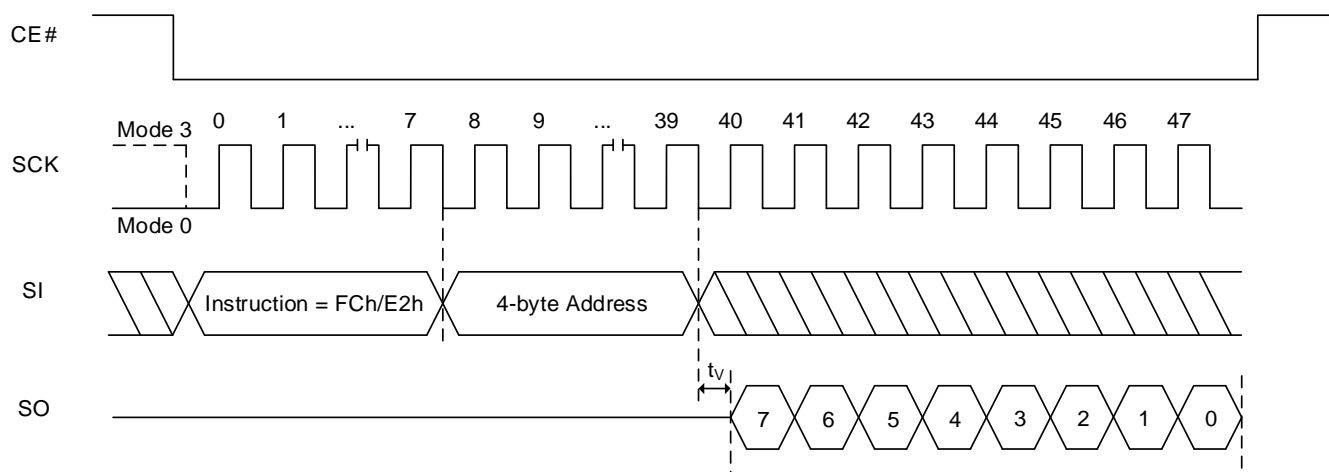 CE#
Mode 3 0 1 ... 7 8 9 ... 39 40 41 42 43 44 45 46 47
SCK
Mode 0
SI Instruction = FCh/E2h 4-byte Address
tV
SO 7 6 5 4 3 2 1 0